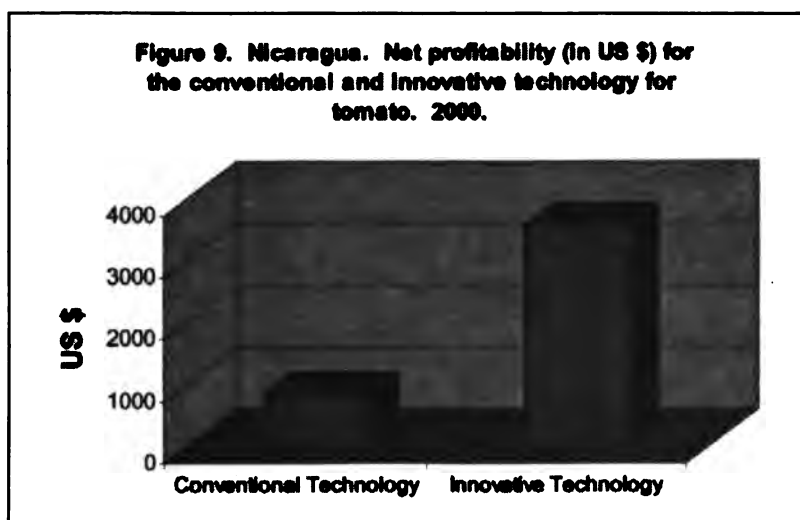 Figure 9. Nicaragua. Net profitability (in US $) for
the conventional and innovative technology for
tomato. 2000.
4000
3000
2000
1000
0
US $
Conventional Technology
Innovative Technology